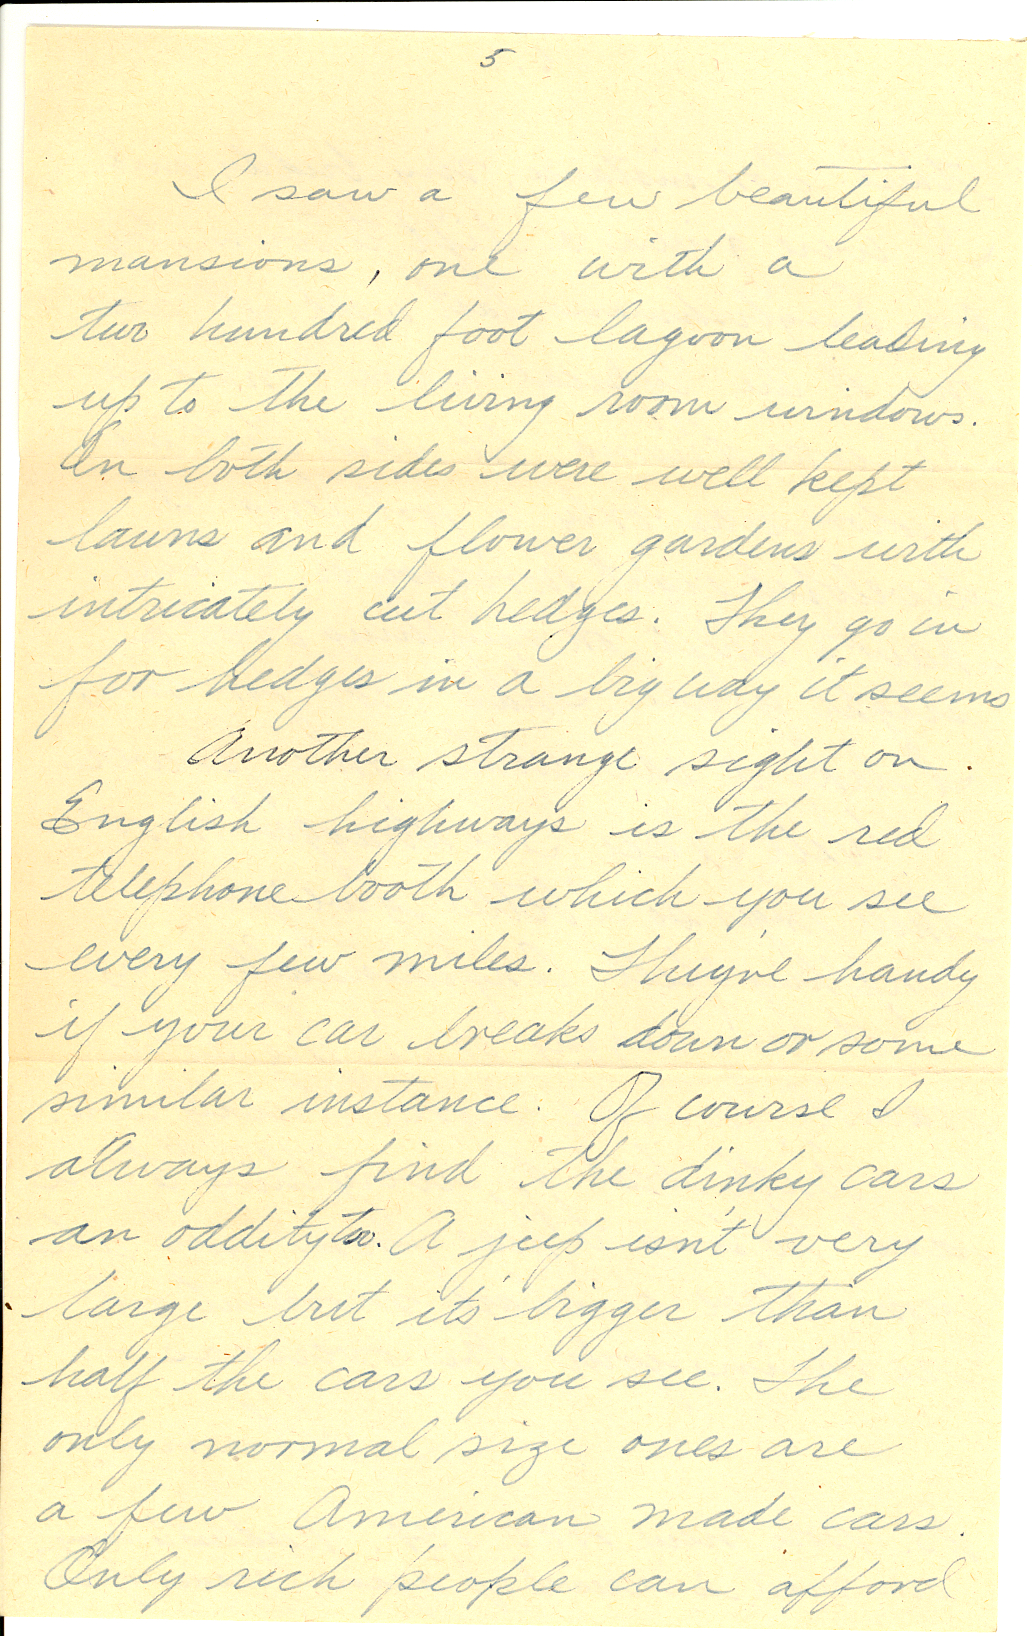 5
I saw a few beautiful
mansions, one with a
two hundred foot lagoon leading
up to the living room windows.
On both sides were well kept
lawns and flower gardens with
intricately cut hedges. They go in
for hedges in a big way it seems
Another strange sight on
English highways is the red
telephone booth which you see
every few miles. They're handy
if your car breaks down or some
similar instance. Of course I
always find the dinky cars
an oddity too. A jeep isn't very
large but it's bigger than
half the cars you see. The
only normal size ones are
a few American made cars.
Only rich people can afford